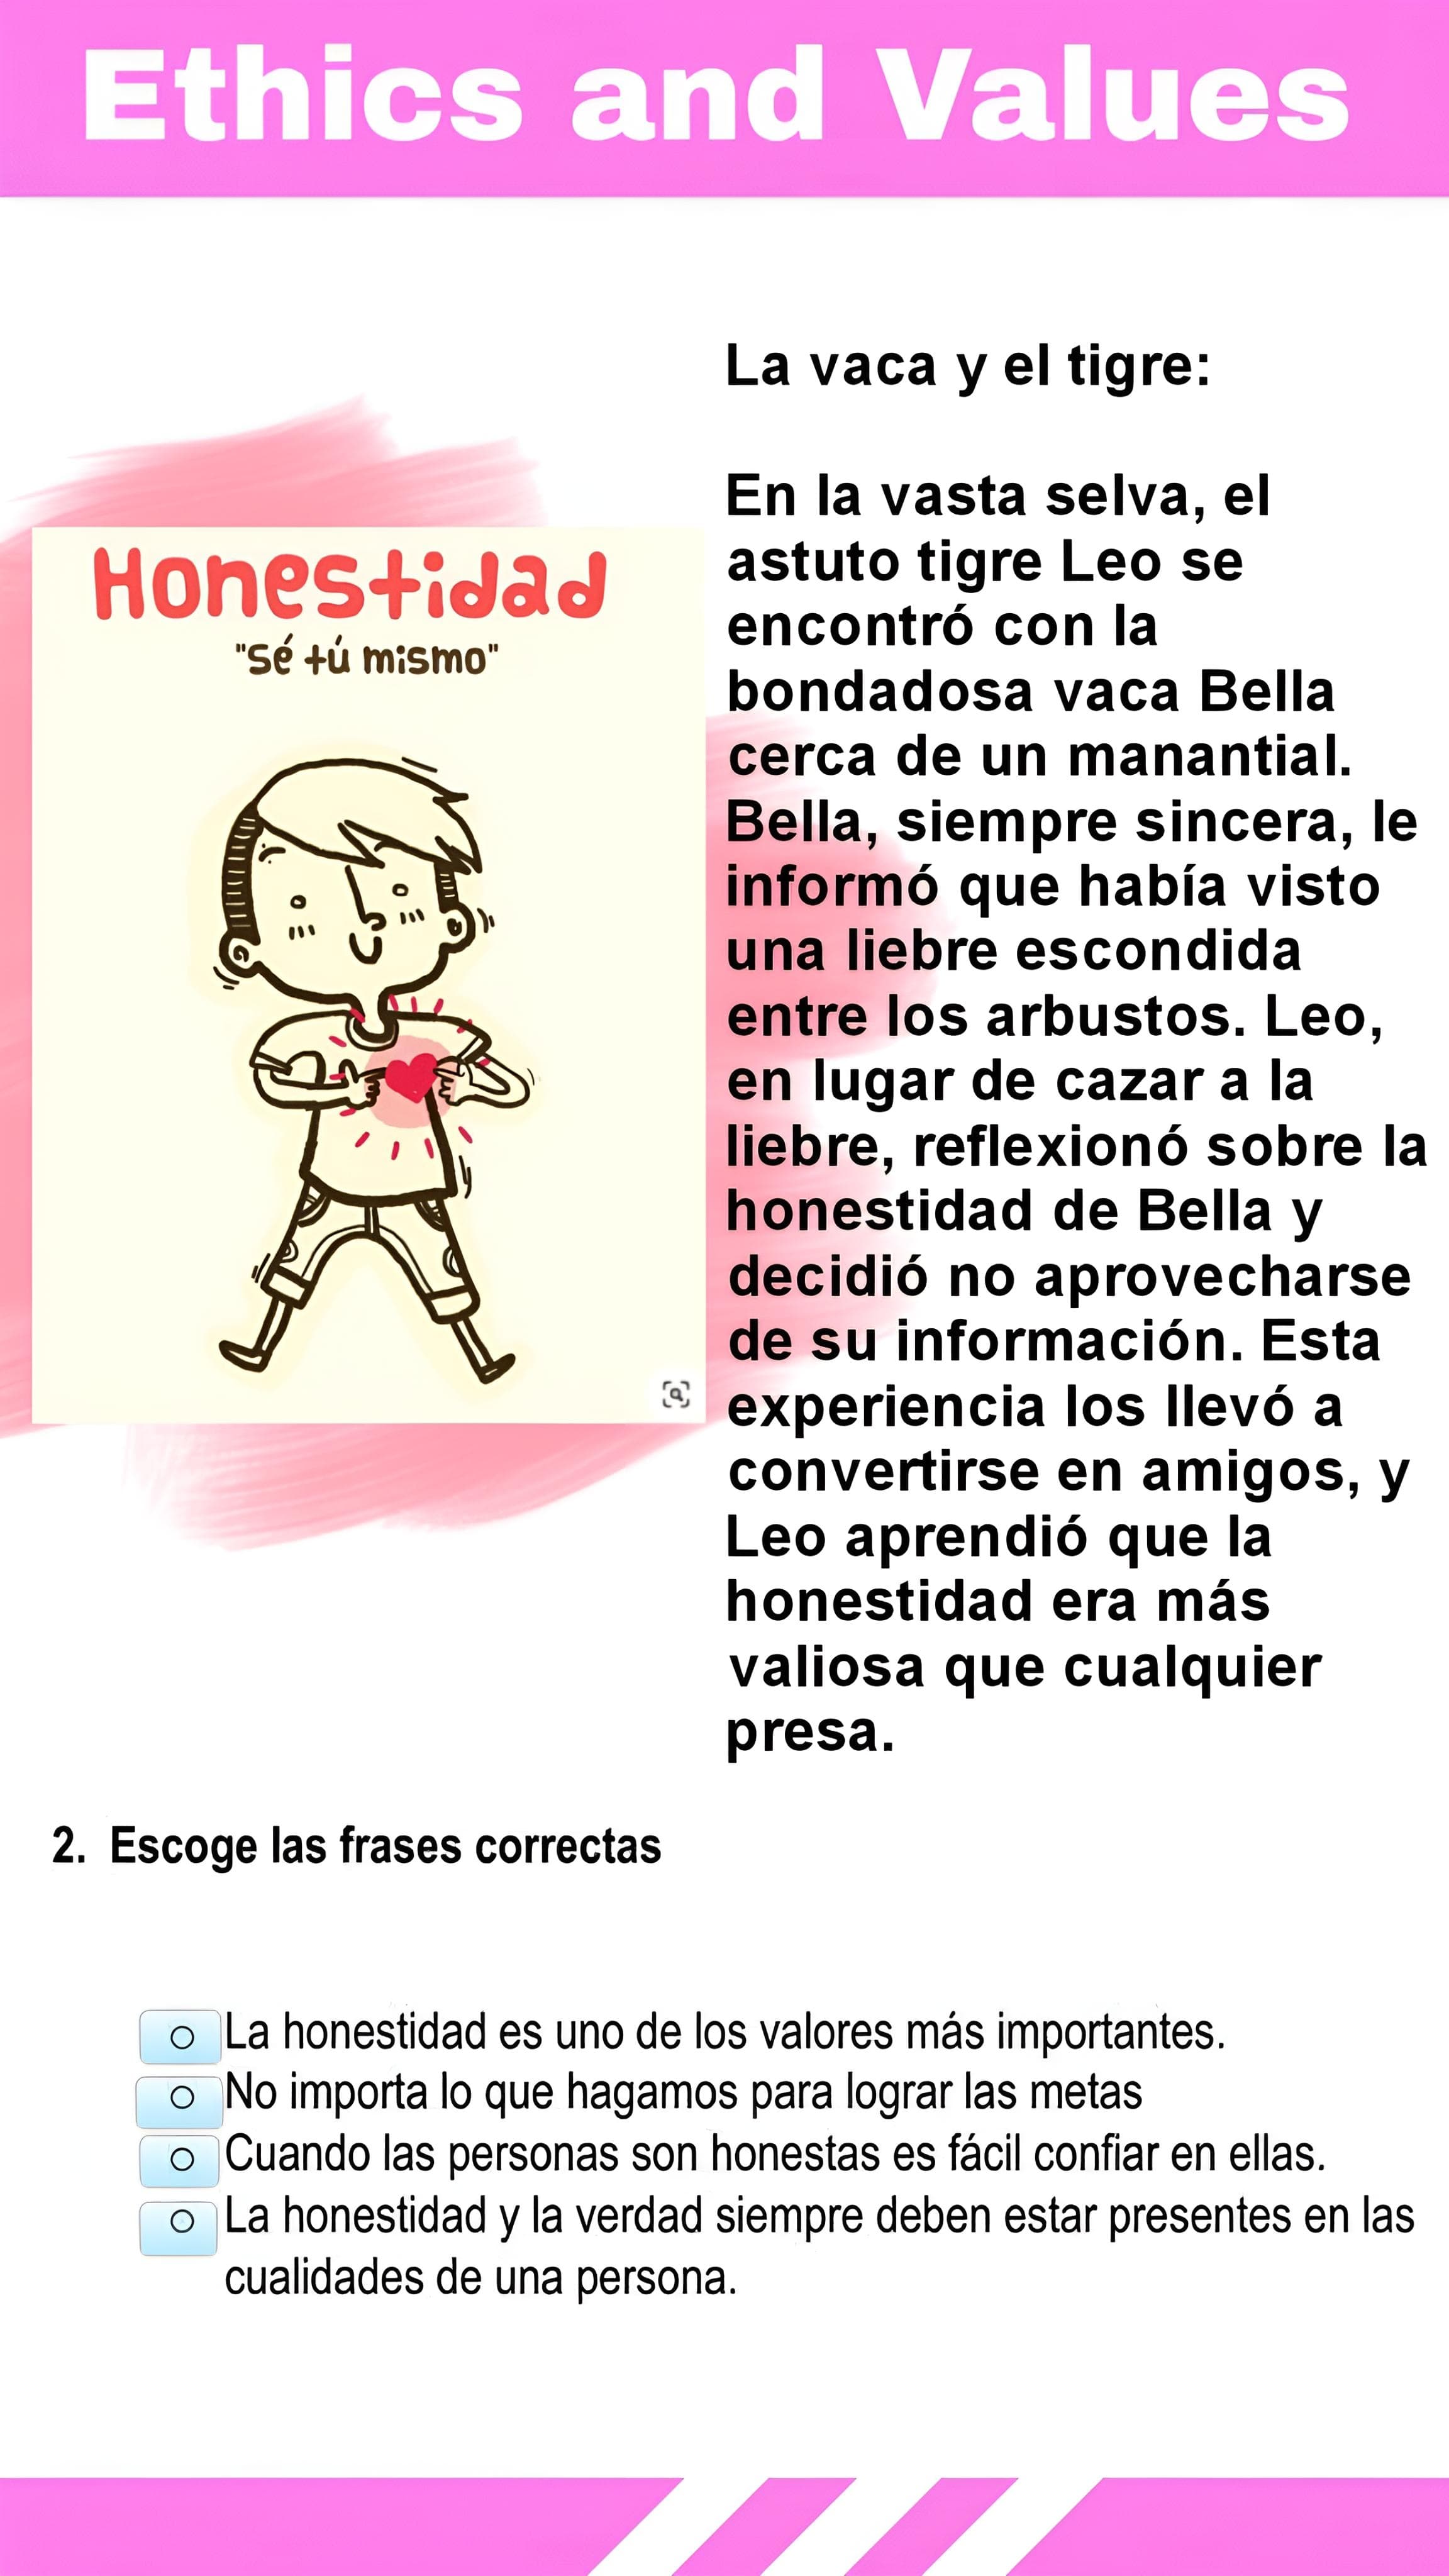 Ethics and Values
Honestidad
"Sé tú mismo"
La vaca y el tigre:
En la vasta selva, el
astuto tigre Leo se
encontró con la
bondadosa vaca Bella
cerca de un manantial.
Bella, siempre sincera, le
informó que había visto
una liebre escondida
entre los arbustos. Leo,
en lugar de cazar a la
liebre, reflexionó sobre la
honestidad de Bella y
decidió no aprovecharse
de su información. Esta
experiencia los llevó a
convertirse en amigos, y
Leo aprendió que la
honestidad era más
valiosa que cualquier
presa.
2. Escoge las frases correctas
La honestidad es uno de los valores más importantes.
No importa lo que hagamos para lograr las metas
Cuando las personas son honestas es fácil confiar en ellas.
La honestidad y la verdad siempre deben estar presentes en las
cualidades de una persona.